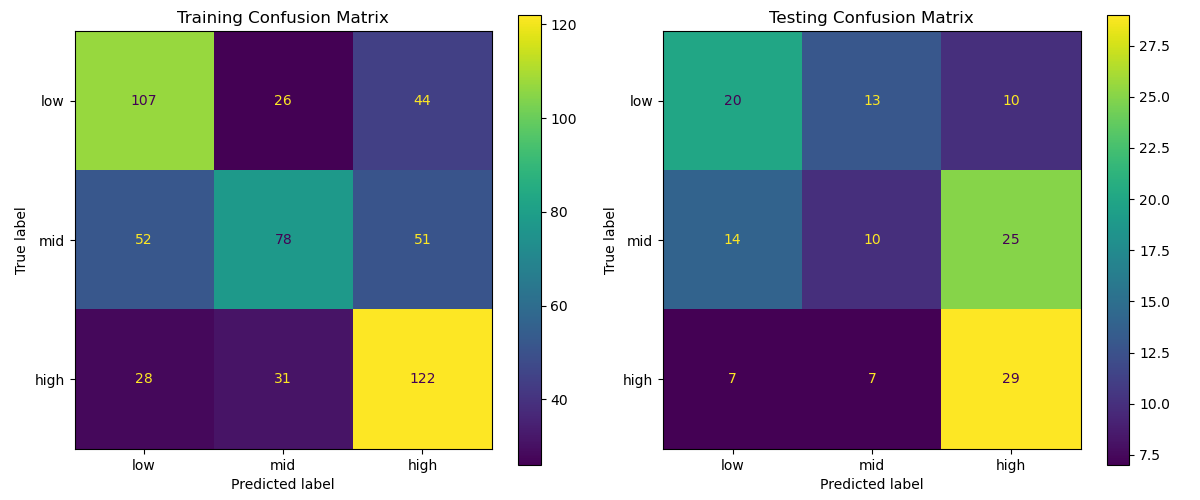 Training Confusion Matrix
True label
low
mid
high
107 26 44
52 78 51
28 31 122
low mid high
Predicted label
120
100
80
60
40
Testing Confusion Matrix
True label
low
mid
high
20 13 10
14 10 25
7 7 29
low mid high
Predicted label
27.5
25.0
22.5
20.0
17.5
15.0
12.5
10.0
7.5